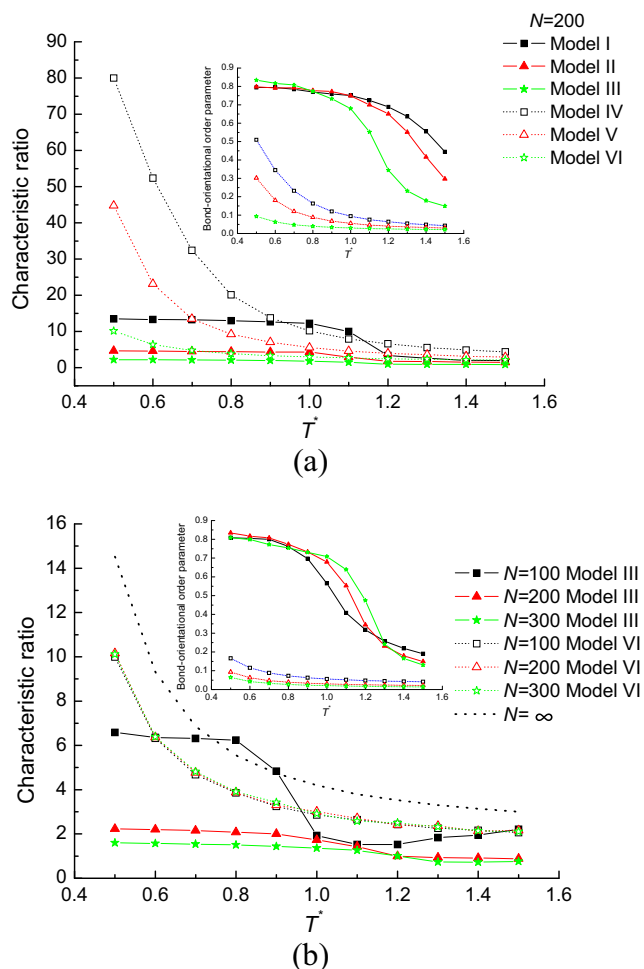 N=200
Model I
Model II
Model III
Model IV
Model V
Model VI
Characteristic ratio
90
80
70
60
50
40
30
20
10
0
0.4 0.6 0.8 1.0 1.2 1.4 1.6
T*
Bond-orientational order parameter
0.9
0.8
0.7
0.6
0.5
0.4
0.3
0.2
0.1
0.0
0.4 0.6 0.8 1.0 1.2 1.4 1.6
T*
(a)
Characteristic ratio
16
14
12
10
8
6
4
2
0
0.4 0.6 0.8 1.0 1.2 1.4 1.6
T*
Bond-orientational order parameter
0.9
0.8
0.7
0.6
0.5
0.4
0.3
0.2
0.1
0.0
0.4 0.6 0.8 1.0 1.2 1.4 1.6
T*
N=100 Model III
N=200 Model III
N=300 Model III
N=100 Model VI
N=200 Model VI
N=300 Model VI
N= ∞
(b)